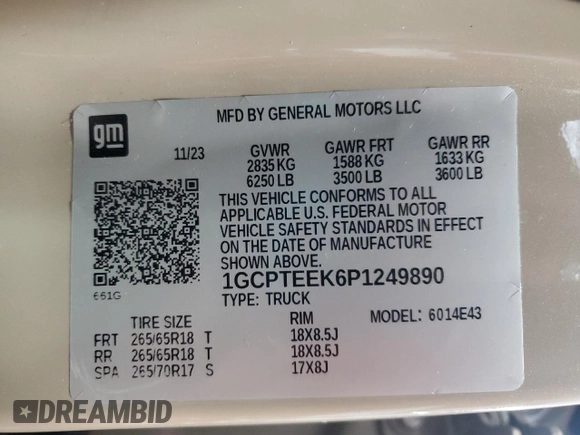 MFD BY GENERAL MOTORS LLC
gm
11/23 GVWR GAWR FRT GAWR RR
2835 KG 1588 KG 1633 KG
6250 LB 3500 LB 3600 LB
THIS VEHICLE CONFORMS TO ALL
APPLICABLE U.S. FEDERAL MOTOR
VEHICLE SAFETY STANDARDS IN EFFECT
ON THE DATE OF MANUFACTURE
SHOWN ABOVE.
661G
1GCPTEEK6P1249890
TYPE: TRUCK
TIRE SIZE RIM MODEL: 6014E43
FRT 265/65R18 T 18X8.5J
RR 265/65R18 T 18X8.5J
SPA 265/70R17 S 17X8J
DREAMBID